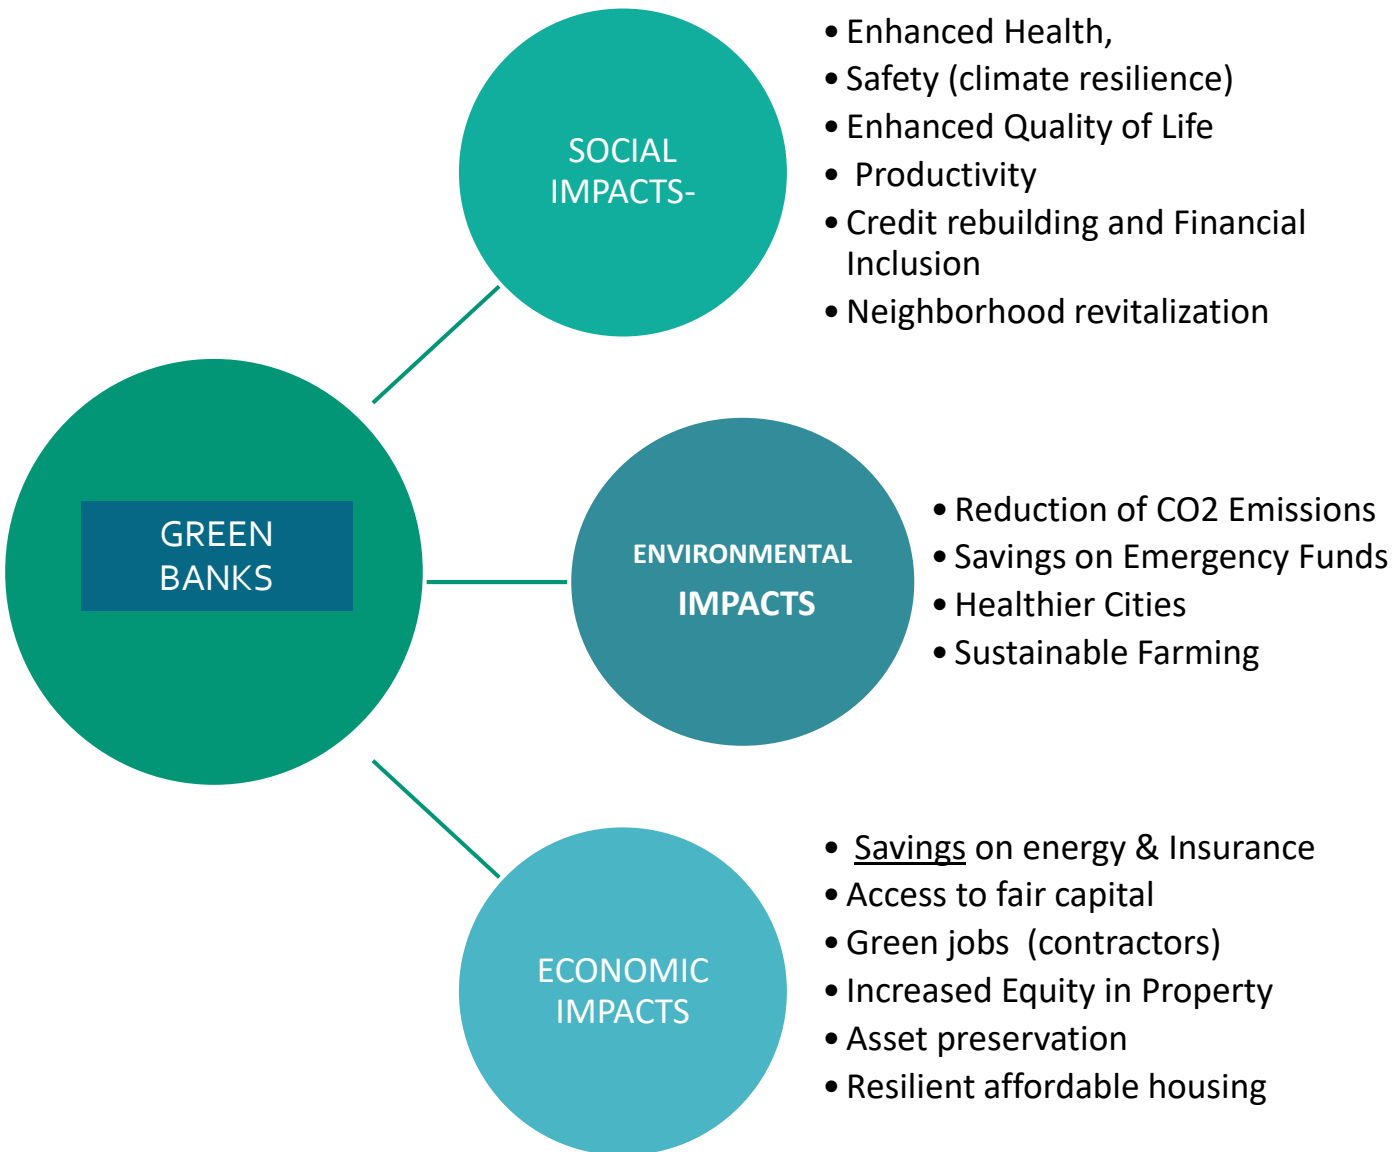 GREEN
BANKS
SOCIAL
IMPACTS-
• Enhanced Health,
• Safety (climate resilience)
• Enhanced Quality of Life
• Productivity
• Credit rebuilding and Financial
Inclusion
• Neighborhood revitalization
ENVIRONMENTAL
IMPACTS
• Reduction of CO2 Emissions
• Savings on Emergency Funds
• Healthier Cities
• Sustainable Farming
ECONOMIC
IMPACTS
• Savings on energy & Insurance
• Access to fair capital
• Green jobs (contractors)
• Increased Equity in Property
• Asset preservation
• Resilient affordable housing